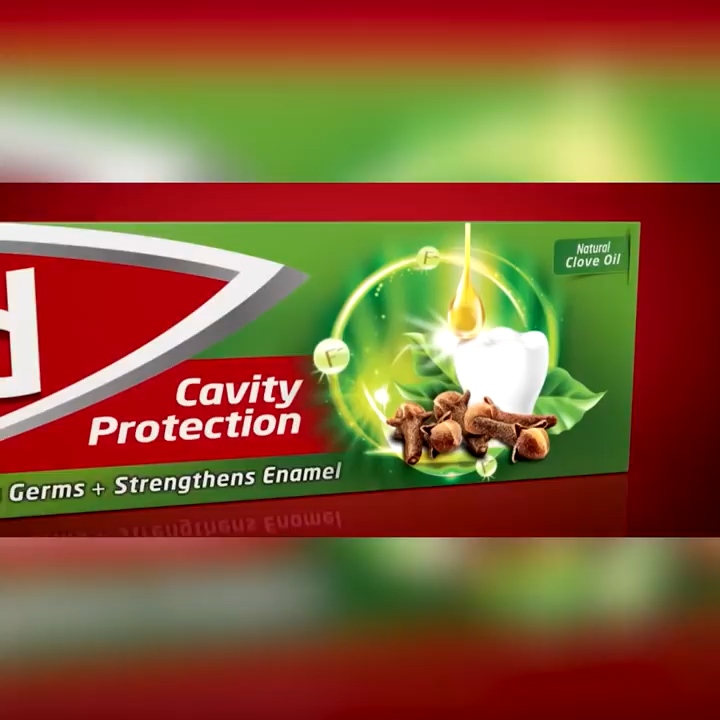 d
Natural
Clove Oil
Cavity
Protection
Germs + Strengthens Enamel
F
F